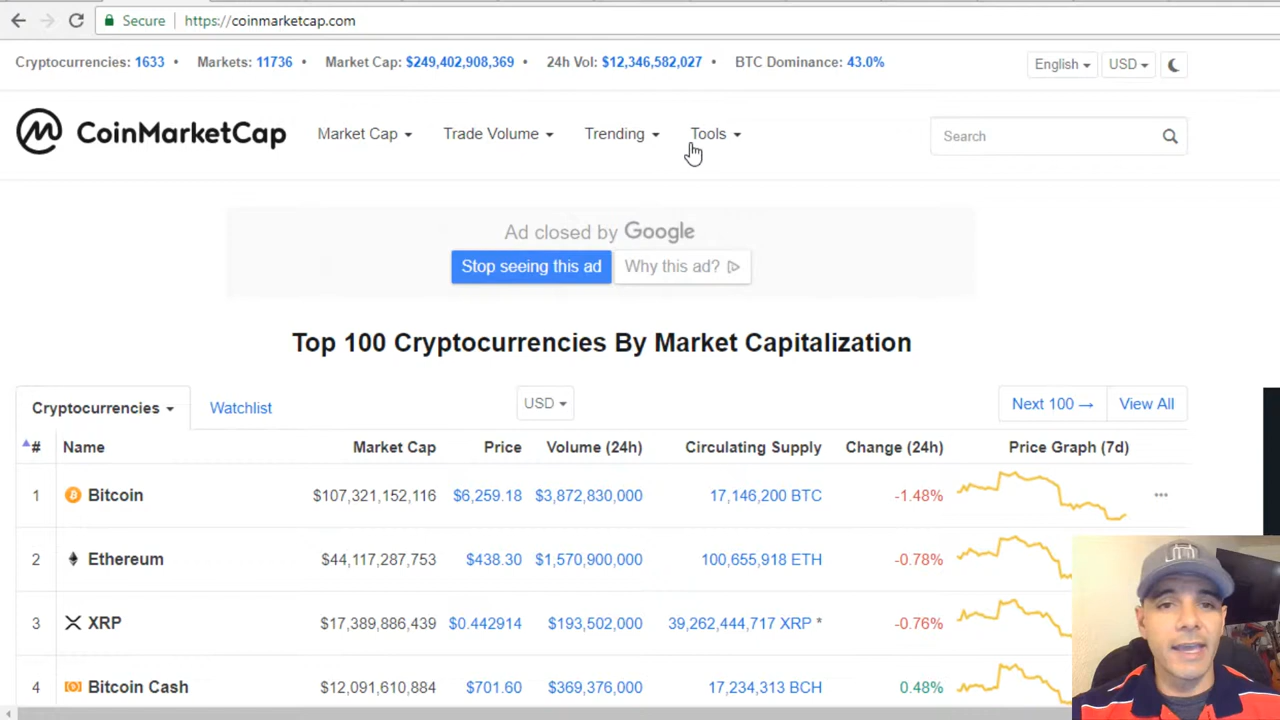 Secure https://coinmarketcap.com
Cryptocurrencies: 1633 • Markets: 11736 • Market Cap: $249,402,908,369 • 24h Vol: $12,346,582,027 • BTC Dominance: 43.0% English USD
CoinMarketCap Market Cap Trade Volume Trending Tools Search
Ad closed by Google
Stop seeing this ad Why this ad?
Top 100 Cryptocurrencies By Market Capitalization
Cryptocurrencies Watchlist USD Next 100 → View All
# Name Market Cap Price Volume (24h) Circulating Supply Change (24h) Price Graph (7d)
1 Bitcoin $107,321,152,116 $6,259.18 $3,872,830,000 17,146,200 BTC -1.48%
2 Ethereum $44,117,287,753 $438.30 $1,570,900,000 100,655,918 ETH -0.78%
3 XRP $17,389,886,439 $0.442914 $193,502,000 39,262,444,717 XRP * -0.76%
4 Bitcoin Cash $12,091,610,884 $701.60 $369,376,000 17,234,313 BCH 0.48%